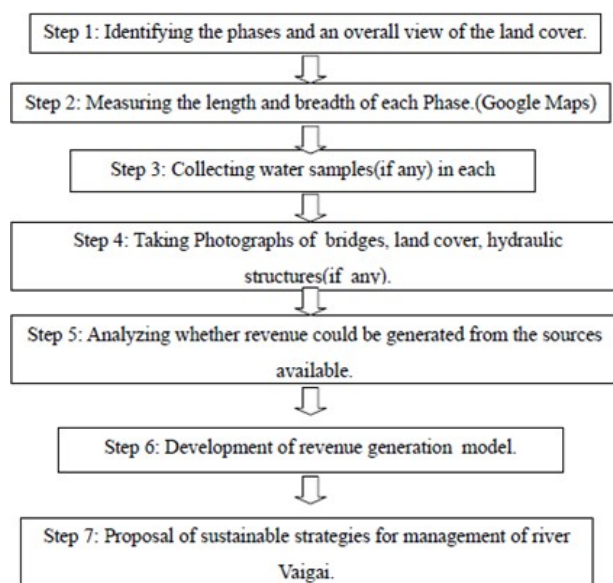 Step 1: Identifying the phases and an overall view of the land cover.
Step 2: Measuring the length and breadth of each Phase.(Google Maps)
Step 3: Collecting water samples(if any) in each
Step 4: Taking Photographs of bridges, land cover, hydraulic
structures(if any).
Step 5: Analyzing whether revenue could be generated from the sources
available.
Step 6: Development of revenue generation model.
Step 7: Proposal of sustainable strategies for management of river
Vaigai.